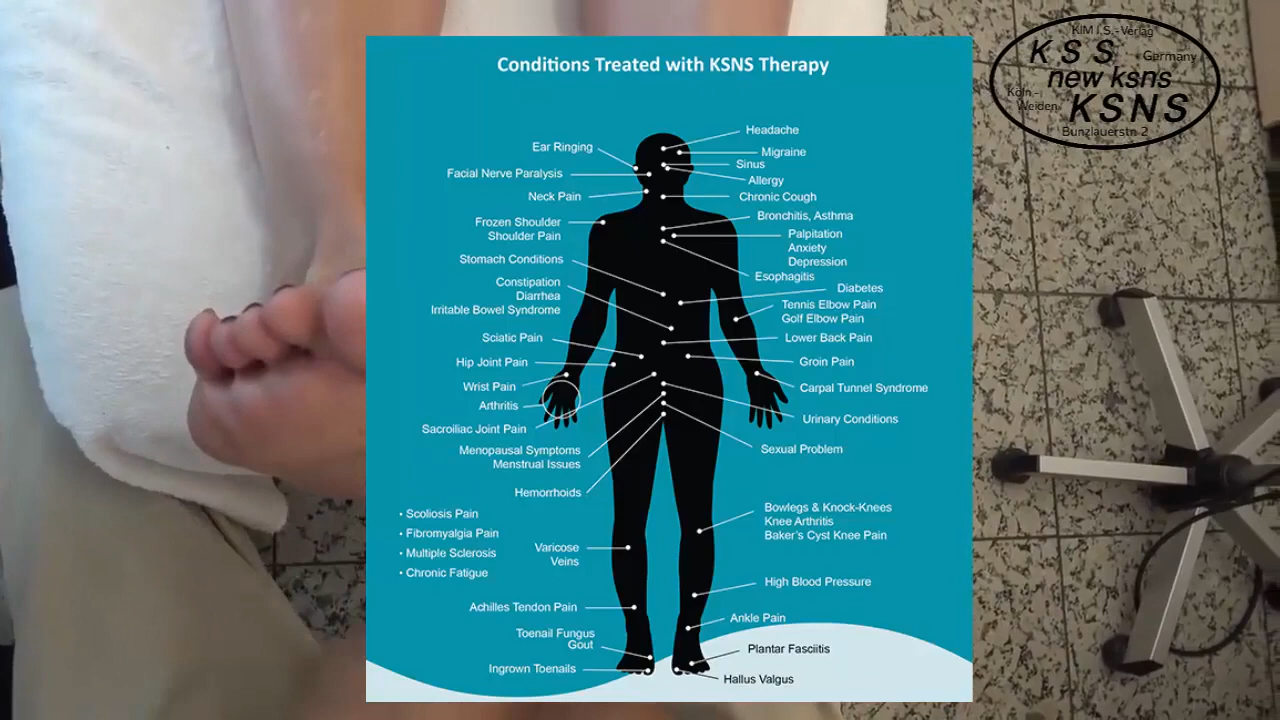 Conditions Treated with KSNS Therapy
KIM I.S.-Verlag
K S S
Germany
new ksns
Köln-
Weiden
KSNS
Bunzlauerstr. 2
Headache
Ear Ringing
Migraine
Sinus
Facial Nerve Paralysis
Allergy
Neck Pain
Chronic Cough
Frozen Shoulder
Shoulder Pain
Bronchitis, Asthma
Palpitation
Anxiety
Depression
Stomach Conditions
Esophagitis
Constipation
Diarrhea
Irritable Bowel Syndrome
Diabetes
Tennis Elbow Pain
Golf Elbow Pain
Sciatic Pain
Lower Back Pain
Hip Joint Pain
Groin Pain
Wrist Pain
Carpal Tunnel Syndrome
Arthritis
Urinary Conditions
Sacroiliac Joint Pain
Menopausal Symptoms
Menstrual Issues
Sexual Problem
Hemorrhoids
• Scoliosis Pain
• Fibromyalgia Pain
• Multiple Sclerosis
• Chronic Fatigue
Bowlegs & Knock-Knees
Knee Arthritis
Baker's Cyst Knee Pain
Varicose
Veins
High Blood Pressure
Achilles Tendon Pain
Ankle Pain
Toenail Fungus
Gout
Plantar Fasciitis
Ingrown Toenails
Hallus Valgus